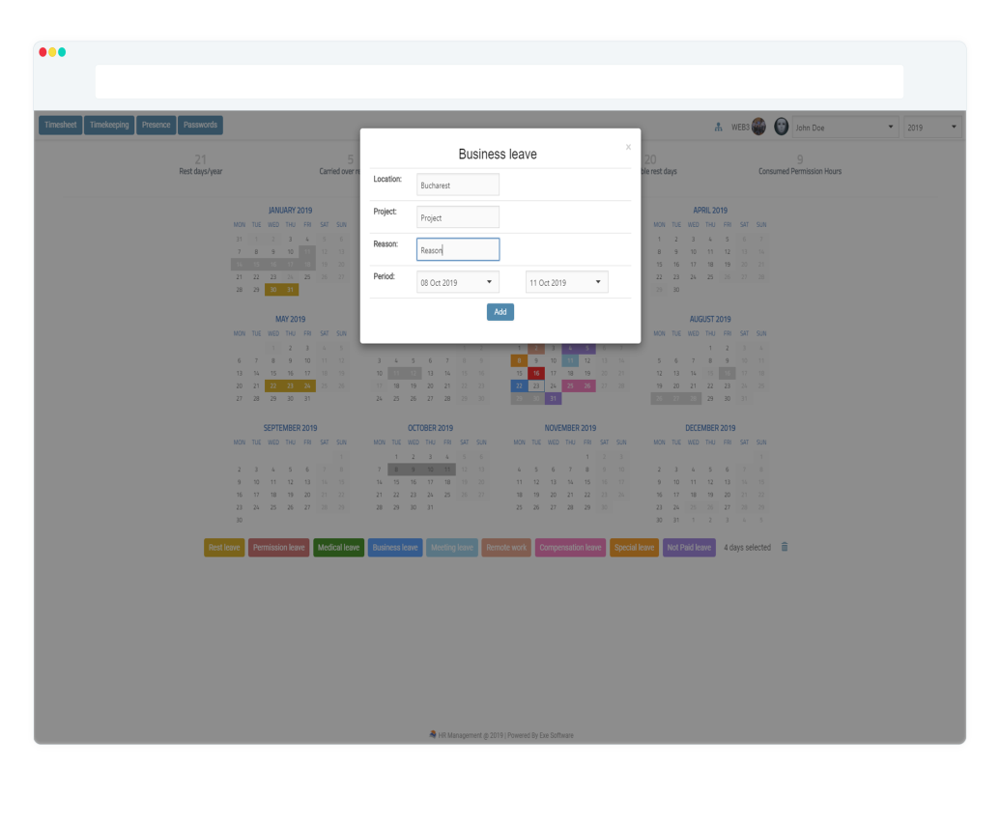 Timesheet Timekeeping Presence Passwords WEB3 John Doe 2019
Business leave x
21 5 20 9
Rest days/year Carried over ble rest days Consumed Permission Hours
Location: Bucharest
Project: Project
Reason: Reason
Period: 08 Oct 2019 11 Oct 2019
Add
JANUARY 2019 APRIL 2019
MON TUE WED THU FRI SAT SUN MON TUE WED THU FRI SAT SUN
31 1 2 3 4 5 6 1 2 3 4 5 6 7
7 8 9 10 11 12 13 8 9 10 11 12 13 14
14 15 16 17 18 19 20 15 16 17 18 19 20 21
21 22 23 24 25 26 27 22 23 24 25 26 27 28
28 29 30 31 29 30
MAY 2019 AUGUST 2019
MON TUE WED THU FRI SAT SUN MON TUE WED THU FRI SAT SUN
1 2 3 4 5 1 2 1 2 3 4 5 6 7 1 2 3 4
6 7 8 9 10 11 12 3 4 5 6 7 8 9 8 9 10 11 12 13 14 5 6 7 8 9 10 11
13 14 15 16 17 18 19 10 11 12 13 14 15 16 15 16 17 18 19 20 21 12 13 14 15 16 17 18
20 21 22 23 24 25 26 17 18 19 20 21 22 23 22 23 24 25 26 27 28 19 20 21 22 23 24 25
27 28 29 30 31 24 25 26 27 28 29 30 29 30 31 26 27 28 29 30 31
SEPTEMBER 2019 OCTOBER 2019 NOVEMBER 2019 DECEMBER 2019
MON TUE WED THU FRI SAT SUN MON TUE WED THU FRI SAT SUN MON TUE WED THU FRI SAT SUN MON TUE WED THU FRI SAT SUN
1 1 2 3 4 5 6 1 2 3 1
2 3 4 5 6 7 8 7 8 9 10 11 12 13 4 5 6 7 8 9 10 2 3 4 5 6 7 8
9 10 11 12 13 14 15 14 15 16 17 18 19 20 11 12 13 14 15 16 17 9 10 11 12 13 14 15
16 17 18 19 20 21 22 21 22 23 24 25 26 27 18 19 20 21 22 23 24 16 17 18 19 20 21 22
23 24 25 26 27 28 29 28 29 30 31 25 26 27 28 29 30 23 24 25 26 27 28 29
30 30 31 1 2 3 4 5
Rest leave Permission leave Medical leave Business leave Meeting leave Remote work Compensation leave Special leave Not Paid leave 4 days selected
HR Management @ 2019 | Powered By Exe Software